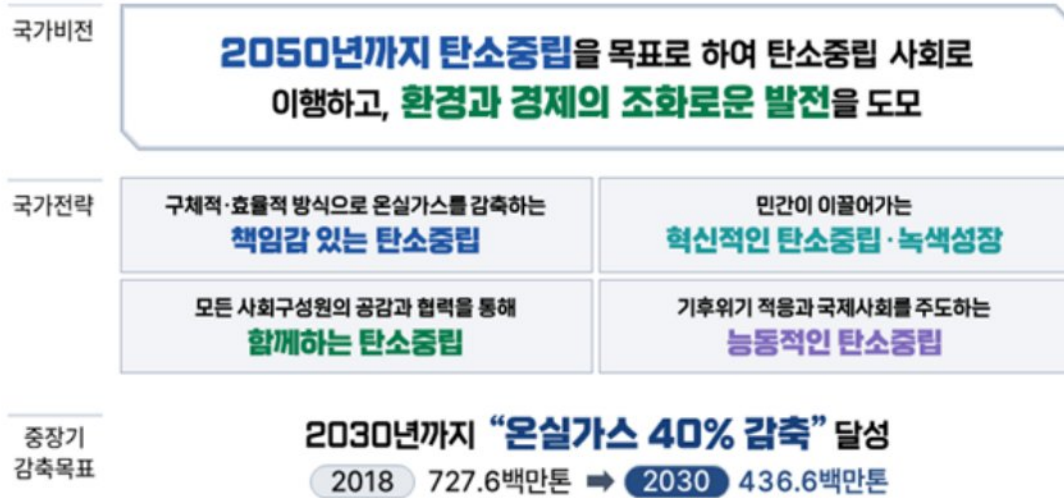 국가비전
2050년까지 탄소중립을 목표로 하여 탄소중립 사회로
이행하고, 환경과 경제의 조화로운 발전을 도모
국가전략
구체적·효율적 방식으로 온실가스를 감축하는
책임감 있는 탄소중립
민간이 이끌어가는
혁신적인 탄소중립·녹색성장
모든 사회구성원의 공감과 협력을 통해
함께하는 탄소중립
기후위기 적응과 국제사회를 주도하는
능동적인 탄소중립
중장기
감축목표
2030년까지 “온실가스 40% 감축” 달성
2018 727.6백만톤 ➡ 2030 436.6백만톤